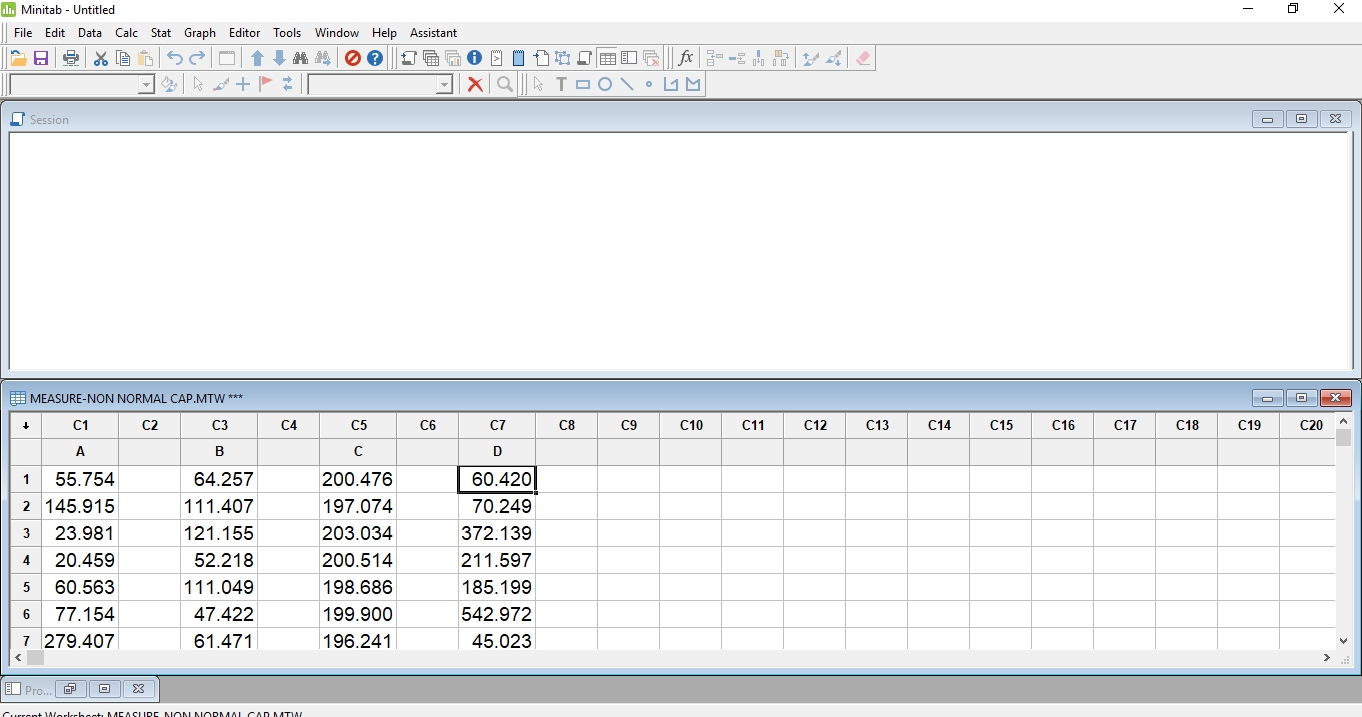 Minitab - Untitled
File Edit Data Calc Stat Graph Editor Tools Window Help Assistant
Session
MEASURE-NON NORMAL CAP.MTW ***
C1 C2 C3 C4 C5 C6 C7 C8 C9 C10 C11 C12 C13 C14 C15 C16 C17 C18 C19 C20
A B C D
1 55.754 64.257 200.476 60.420
2 145.915 111.407 197.074 70.249
3 23.981 121.155 203.034 372.139
4 20.459 52.218 200.514 211.597
5 60.563 111.049 198.686 185.199
6 77.154 47.422 199.900 542.972
7 279.407 61.471 196.241 45.023
Pro...
Current Worksheet: MEASURE-NON NORMAL CAP.MTW